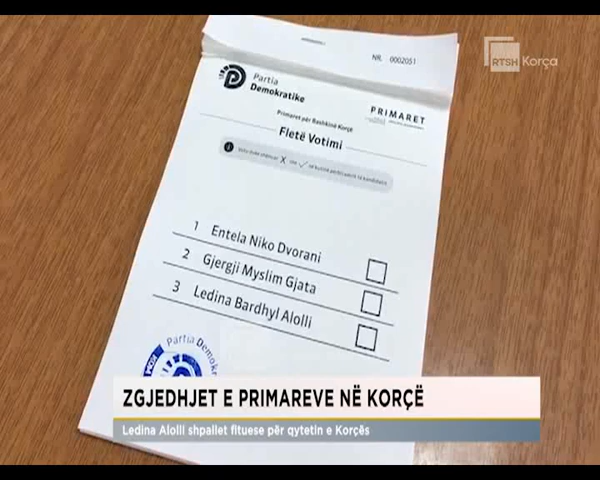 NR. 0002051
RTSH Korça
Partia
Demokratike
PRIMARET
Primaret për Bashkinë Korçë
Fletë Votimi
1 Entela Niko Dvorani
2 Gjergji Myslim Gjata
3 Ledina Bardhyl Alolli
Partia Demok
ZGJEDHJET E PRIMAREVE NË KORÇË
Ledina Alolli shpallet fituese për qytetin e Korçës